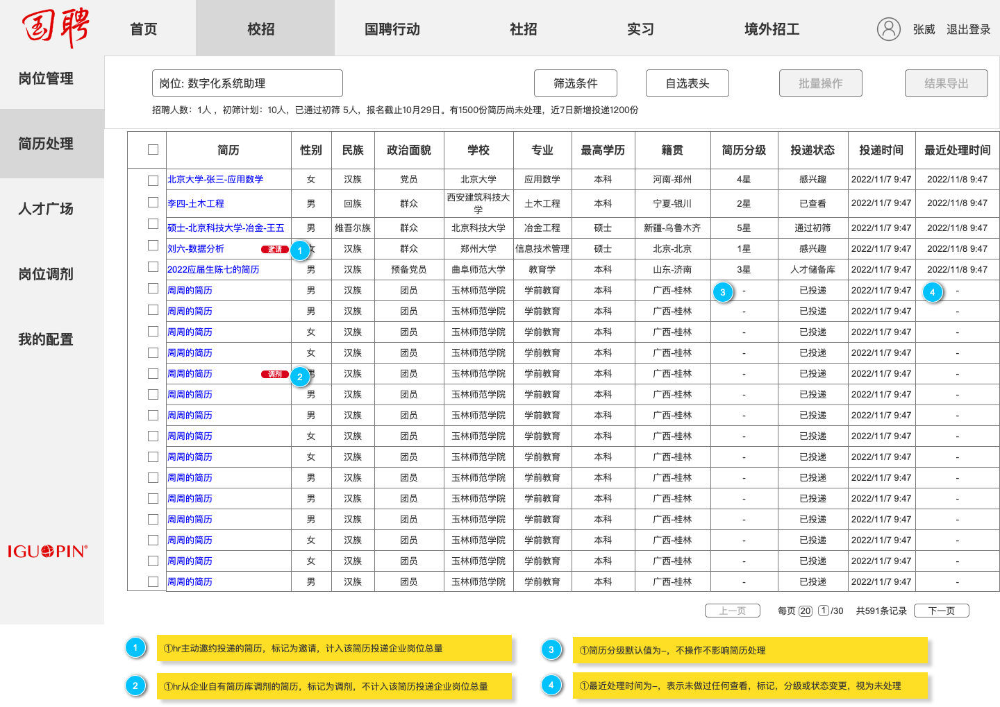 国聘 首页 校招 国聘行动 社招 实习 境外招工 张威 退出登录
岗位管理
简历处理
人才广场
岗位调剂
我的配置
IGUOPIN®
岗位: 数字化系统助理 筛选条件 自选表头 批量操作 结果导出
招聘人数：1人 ，初筛计划：10人，已通过初筛 5人，报名截止10月29日。有1500份简历尚未处理，近7日新增投递1200份
简历 性别 民族 政治面貌 学校 专业 最高学历 籍贯 简历分级 投递状态 投递时间 最近处理时间
北京大学-张三-应用数学 女 汉族 党员 北京大学 应用数学 本科 河南-郑州 4星 感兴趣 2022/11/7 9:47 2022/11/8 9:47
李四-土木工程 男 回族 群众 西安建筑科技大学 土木工程 本科 宁夏-银川 2星 已查看 2022/11/7 9:47 2022/11/8 9:47
硕士-北京科技大学-冶金-王五 男 维吾尔族 群众 北京科技大学 冶金工程 硕士 新疆-乌鲁木齐 5星 通过初筛 2022/11/7 9:47 2022/11/8 9:47
刘六-数据分析 邀请 1 女 汉族 群众 郑州大学 信息技术管理 硕士 北京-北京 1星 感兴趣 2022/11/7 9:47 2022/11/8 9:47
2022应届生陈七的简历 男 汉族 预备党员 曲阜师范大学 教育学 本科 山东-济南 3星 人才储备库 2022/11/7 9:47 2022/11/8 9:47
周周的简历 男 汉族 团员 玉林师范学院 学前教育 本科 广西-桂林 3 - 已投递 2022/11/7 9:47 4 -
周周的简历 男 汉族 团员 玉林师范学院 学前教育 本科 广西-桂林 - 已投递 2022/11/7 9:47 -
周周的简历 女 汉族 团员 玉林师范学院 学前教育 本科 广西-桂林 - 已投递 2022/11/7 9:47 -
周周的简历 女 汉族 团员 玉林师范学院 学前教育 本科 广西-桂林 - 已投递 2022/11/7 9:47 -
周周的简历 调剂 2 男 汉族 团员 玉林师范学院 学前教育 本科 广西-桂林 - 已投递 2022/11/7 9:47 -
周周的简历 男 汉族 团员 玉林师范学院 学前教育 本科 广西-桂林 - 已投递 2022/11/7 9:47 -
周周的简历 男 汉族 团员 玉林师范学院 学前教育 本科 广西-桂林 - 已投递 2022/11/7 9:47 -
周周的简历 女 汉族 团员 玉林师范学院 学前教育 本科 广西-桂林 - 已投递 2022/11/7 9:47 -
周周的简历 女 汉族 团员 玉林师范学院 学前教育 本科 广西-桂林 - 已投递 2022/11/7 9:47 -
周周的简历 男 汉族 团员 玉林师范学院 学前教育 本科 广西-桂林 - 已投递 2022/11/7 9:47 -
周周的简历 男 汉族 团员 玉林师范学院 学前教育 本科 广西-桂林 - 已投递 2022/11/7 9:47 -
周周的简历 男 汉族 团员 玉林师范学院 学前教育 本科 广西-桂林 - 已投递 2022/11/7 9:47 -
周周的简历 女 汉族 团员 玉林师范学院 学前教育 本科 广西-桂林 - 已投递 2022/11/7 9:47 -
周周的简历 女 汉族 团员 玉林师范学院 学前教育 本科 广西-桂林 - 已投递 2022/11/7 9:47 -
周周的简历 男 汉族 团员 玉林师范学院 学前教育 本科 广西-桂林 - 已投递 2022/11/7 9:47 -
上一页 每页 20 1 /30 共591条记录 下一页
1 ①hr主动邀约投递的简历，标记为邀请，计入该简历投递企业岗位总量
2 ①hr从企业自有简历库调剂的简历，标记为调剂，不计入该简历投递企业岗位总量
3 ①简历分级默认值为–，不操作不影响简历处理
4 ①最近处理时间为–，表示未做过任何查看，标记，分级或状态变更，视为未处理